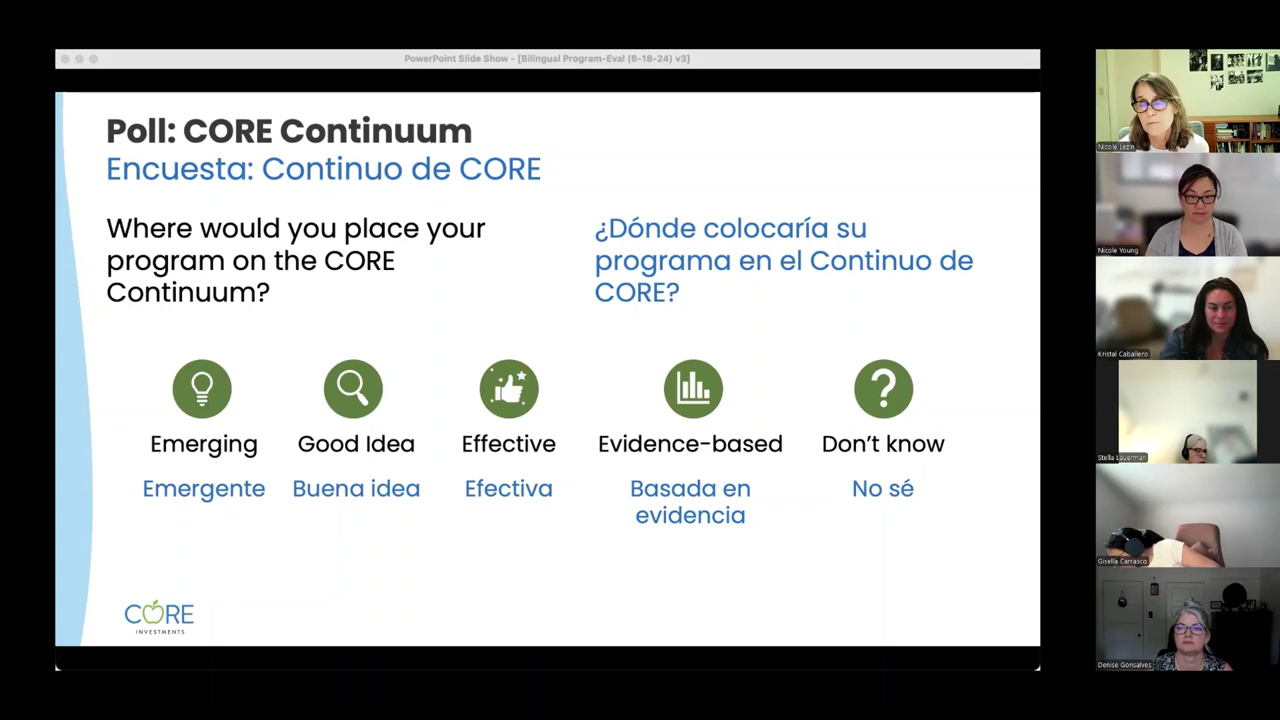 PowerPoint Slide Show - [Bilingual Program-Eval (6-18-24) v3]
Poll: CORE Continuum
Encuesta: Continuo de CORE
Where would you place your
program on the CORE
Continuum?
¿Dónde colocaría su
programa en el Continuo de
CORE?
Emerging
Good Idea
Effective
Evidence-based
Don't know
Emergente
Buena idea
Efectiva
Basada en
evidencia
No sé
CORE
INVESTMENTS
Nicole Lezin
Nicole Young
Kristal Caballero
Stella Lauerman
Gisella Carrasco
Denise Gonsalves